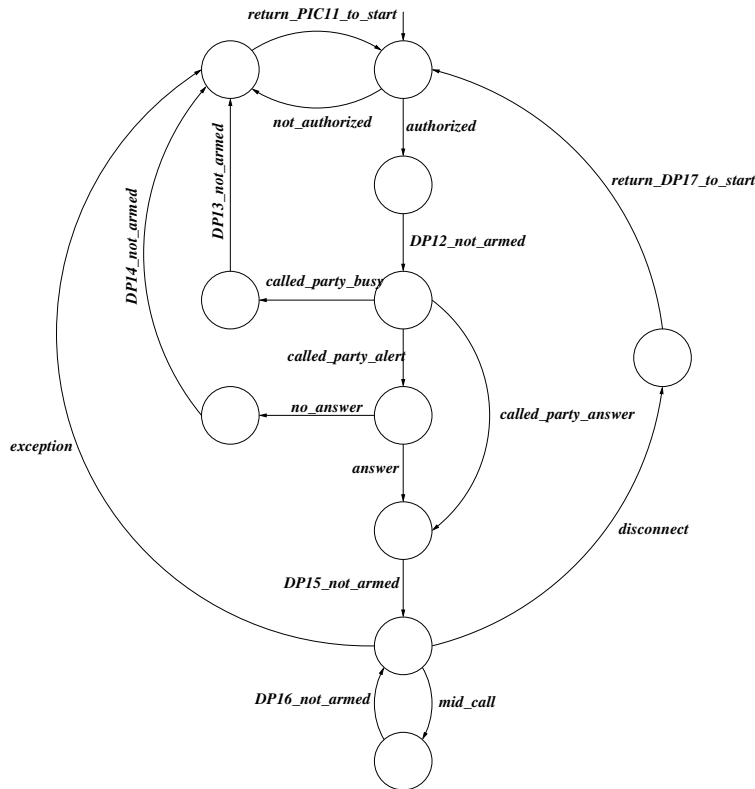 return_PIC11_to_start
not_authorized
authorized
return_DP17_to_start
DP13_not_armed
DP14_not_armed
DP12_not_armed
called_party_busy
called_party_alert
no_answer
called_party_answer
exception
answer
disconnect
DP15_not_armed
DP16_not_armed
mid_call